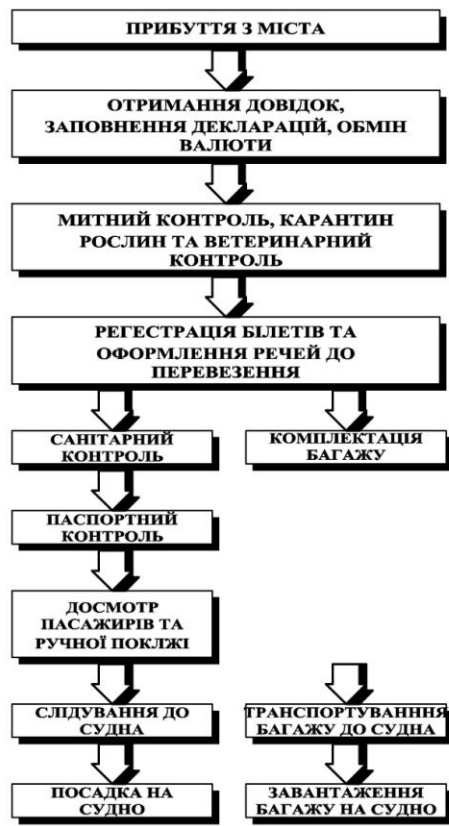 ПРИБУТТЯ З МІСТА
ОТРИМАННЯ ДОВІДОК,
ЗАПОВНЕННЯ ДЕКЛАРАЦІЙ, ОБМІН
ВАЛЮТИ
МИТНИЙ КОНТРОЛЬ, КАРАНТИН
РОСЛИН ТА ВЕТЕРИНАРНИЙ
КОНТРОЛЬ
РЕГЕСТРАЦІЯ БІЛЕТІВ ТА
ОФОРМЛЕННЯ РЕЧЕЙ ДО
ПЕРЕВЕЗЕННЯ
САНІТАРНИЙ
КОНТРОЛЬ
КОМПЛЕКТАЦІЯ
БАГАЖУ
ПАСПОРТНИЙ
КОНТРОЛЬ
ДОСМОТР
ПАСАЖИРІВ ТА
РУЧНОЇ ПОКЛЖІ
СЛІДУВАННЯ ДО
СУДНА
ТРАНСПОРТУВАНННЯ
БАГАЖУ ДО СУДНА
ПОСАДКА НА
СУДНО
ЗАВАНТАЖЕННЯ
БАГАЖУ НА СУДНО